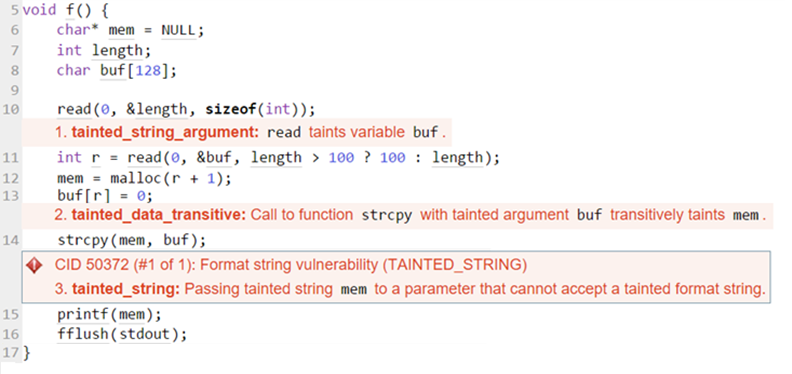 5 void f() {
6 char* mem = NULL;
7 int length;
8 char buf[128];
9
10 read(0, &length, sizeof(int));
1. tainted_string_argument: read taints variable buf.
11 int r = read(0, &buf, length > 100 ? 100 : length);
12 mem = malloc(r + 1);
13 buf[r] = 0;
2. tainted_data_transitive: Call to function strcpy with tainted argument buf transitively taints mem.
14 strcpy(mem, buf);
CID 50372 (#1 of 1): Format string vulnerability (TAINTED_STRING)
3. tainted_string: Passing tainted string mem to a parameter that cannot accept a tainted format string.
15 printf(mem);
16 fflush(stdout);
17 }